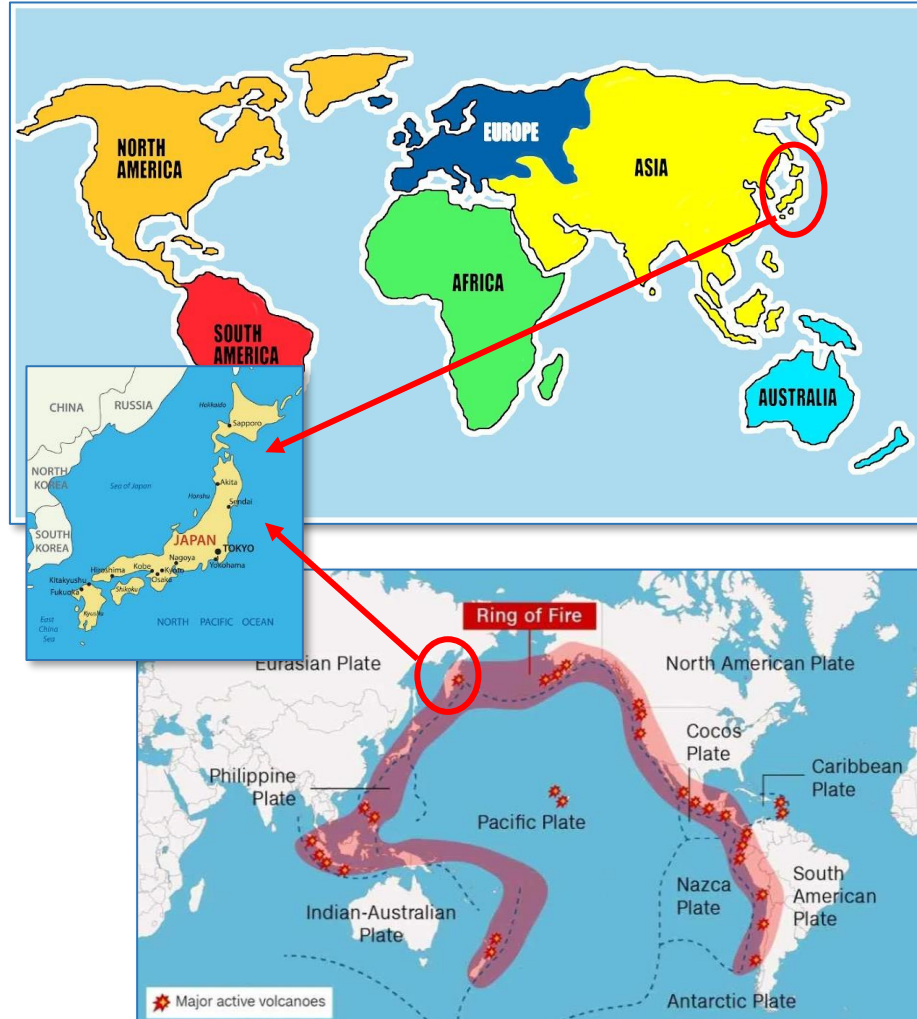 NORTH
AMERICA
EUROPE
ASIA
AFRICA
SOUTH
AMERICA
AUSTRALIA
CHINA
RUSSIA
Hokkaido
Sapporo
NORTH
KOREA
Sea of Japan
Akita
Honshu
Sendai
SOUTH
KOREA
JAPAN
TOKYO
Nagoya
Yokohama
Kobe
Kyoto
Hiroshima
Osaka
Kitakyushu
Fukuoka
Shikoku
Kyushu
East
China
Sea
NORTH PACIFIC OCEAN
Ring of Fire
Eurasian Plate
North American Plate
Cocos
Plate
Philippine
Plate
Caribbean
Plate
Pacific Plate
Indian-Australian
Plate
Nazca
Plate
South
American
Plate
Major active volcanoes
Antarctic Plate